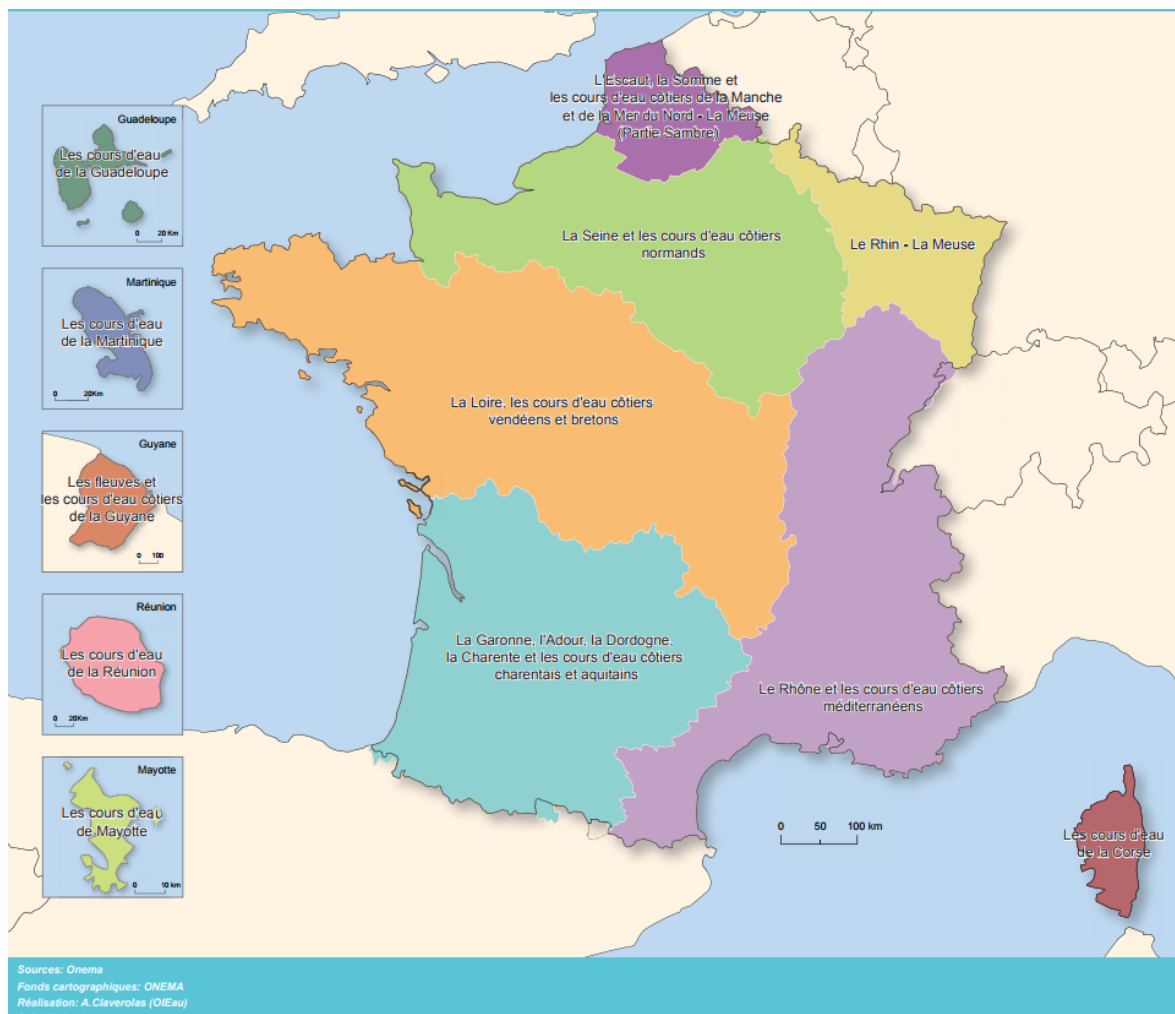 L'Escaut, la Somme et
les cours d'eau côtiers de la Manche
et de la Mer du Nord - La Meuse
(Partie Sambre)
La Seine et les cours d'eau côtiers
normands
Le Rhin - La Meuse
La Loire, les cours d'eau côtiers
vendéens et bretons
La Garonne, l'Adour, la Dordogne,
la Charente et les cours d'eau côtiers
charentais et aquitains
Le Rhône et les cours d'eau côtiers
méditerranéens
Les cours d'eau
de la Corse
0 50 100 km
Guadeloupe
Les cours d'eau
de la Guadeloupe
0 20 Km
Martinique
Les cours d'eau
de la Martinique
0 20Km
Guyane
Les fleuves et
les cours d'eau côtiers
de la Guyane
0 100
Réunion
Les cours d'eau
de la Réunion
0 20Km
Mayotte
Les cours d'eau
de Mayotte
0 10 km
Sources: Onema
Fonds cartographiques: ONEMA
Réalisation: A.Claverolas (OIEau)